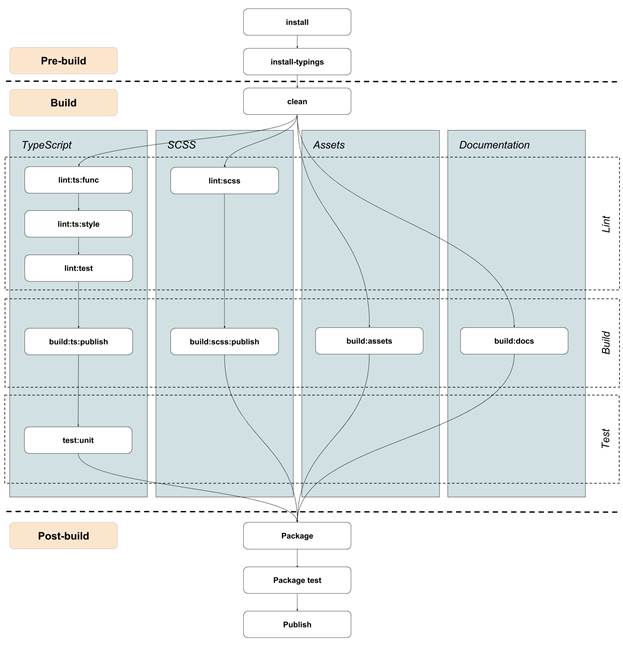 install
Pre-build
install-typings
Build
clean
TypeScript
SCSS
Assets
Documentation
lint:ts:func
lint:scss
lint:ts:style
lint:test
Lint
build:ts:publish
build:scss:publish
build:assets
build:docs
Build
test:unit
Test
Post-build
Package
Package test
Publish